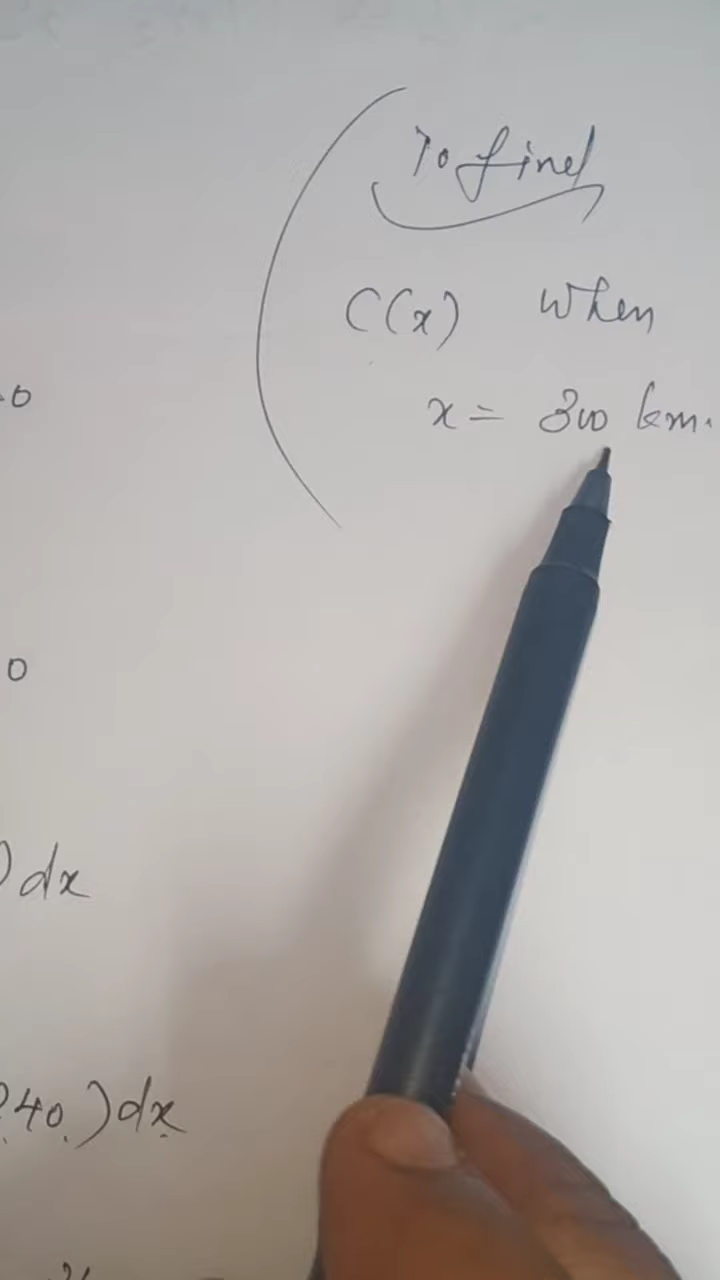 To find
C(x) when
x = 300 km.
0
0
)dx
240.)dx